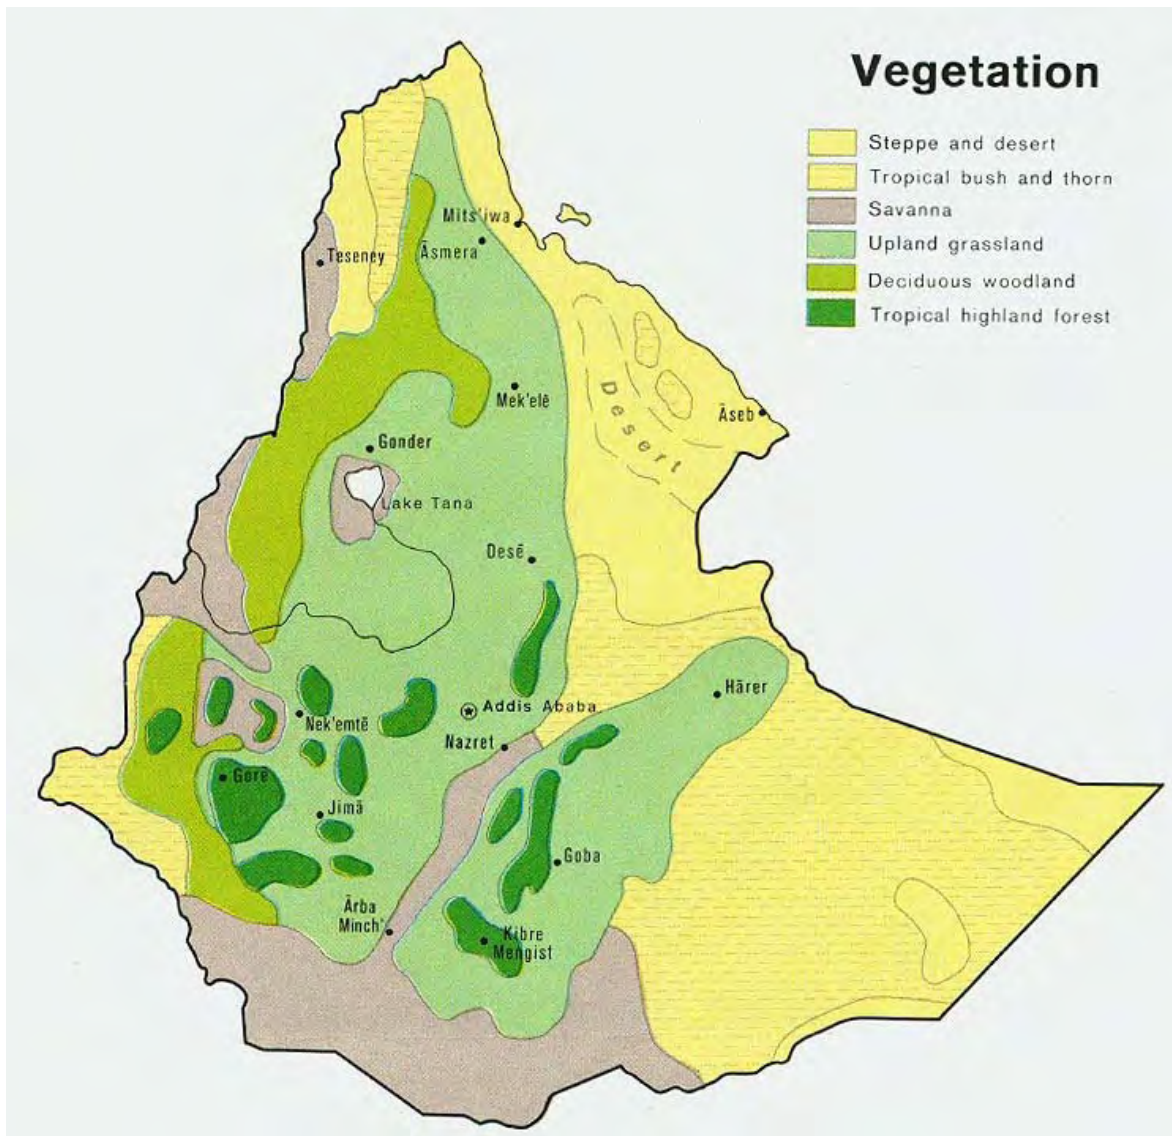 Vegetation
Steppe and desert
Tropical bush and thorn
Savanna
Upland grassland
Deciduous woodland
Tropical highland forest
Mits'iwa
Teseney
Āsmera
Desert
Mek'elē
Āseb
Gonder
Lake Tana
Desē
Hārer
Addis Ababa
Nek'emtē
Nazret
Gorē
Jimā
Goba
Ārba
Minch'
Kibre
Mengist